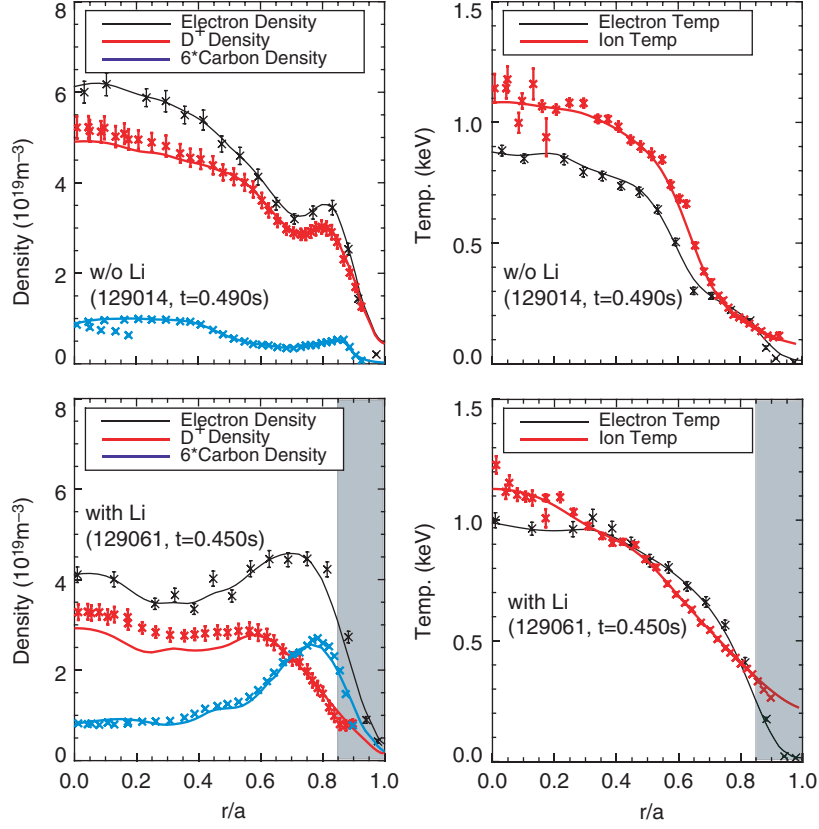 8
6
4
2
0
Density (10¹⁹m⁻³)
Electron Density
D⁺ Density
6*Carbon Density
w/o Li
(129014, t=0.490s)
1.5
1.0
0.5
0.0
Temp. (keV)
Electron Temp
Ion Temp
w/o Li
(129014, t=0.490s)
8
6
4
2
0
Density (10¹⁹m⁻³)
Electron Density
D⁺ Density
6*Carbon Density
with Li
(129061, t=0.450s)
0.0 0.2 0.4 0.6 0.8 1.0
r/a
1.5
1.0
0.5
0.0
Temp. (keV)
Electron Temp
Ion Temp
with Li
(129061, t=0.450s)
0.0 0.2 0.4 0.6 0.8 1.0
r/a